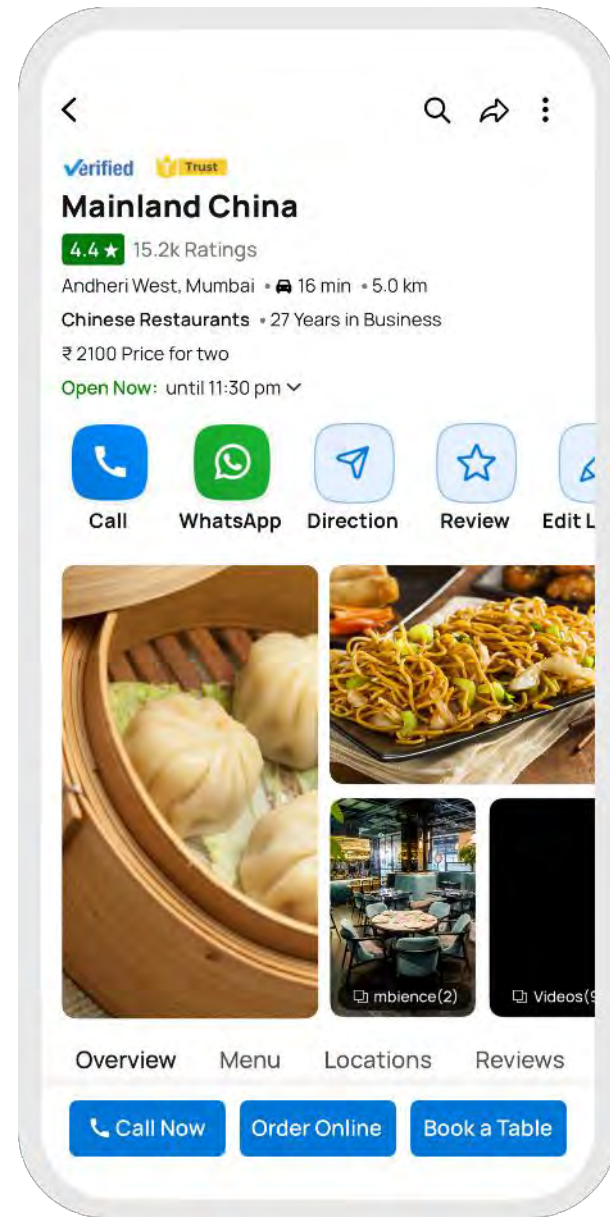 Verified Trust
Mainland China
4.4★ 15.2k Ratings
Andheri West, Mumbai • 16 min • 5.0 km
Chinese Restaurants • 27 Years in Business
₹ 2100 Price for two
Open Now: until 11:30 pm
Call WhatsApp Direction Review Edit L
mbience(2) Videos(9
Overview Menu Locations Reviews
Call Now Order Online Book a Table